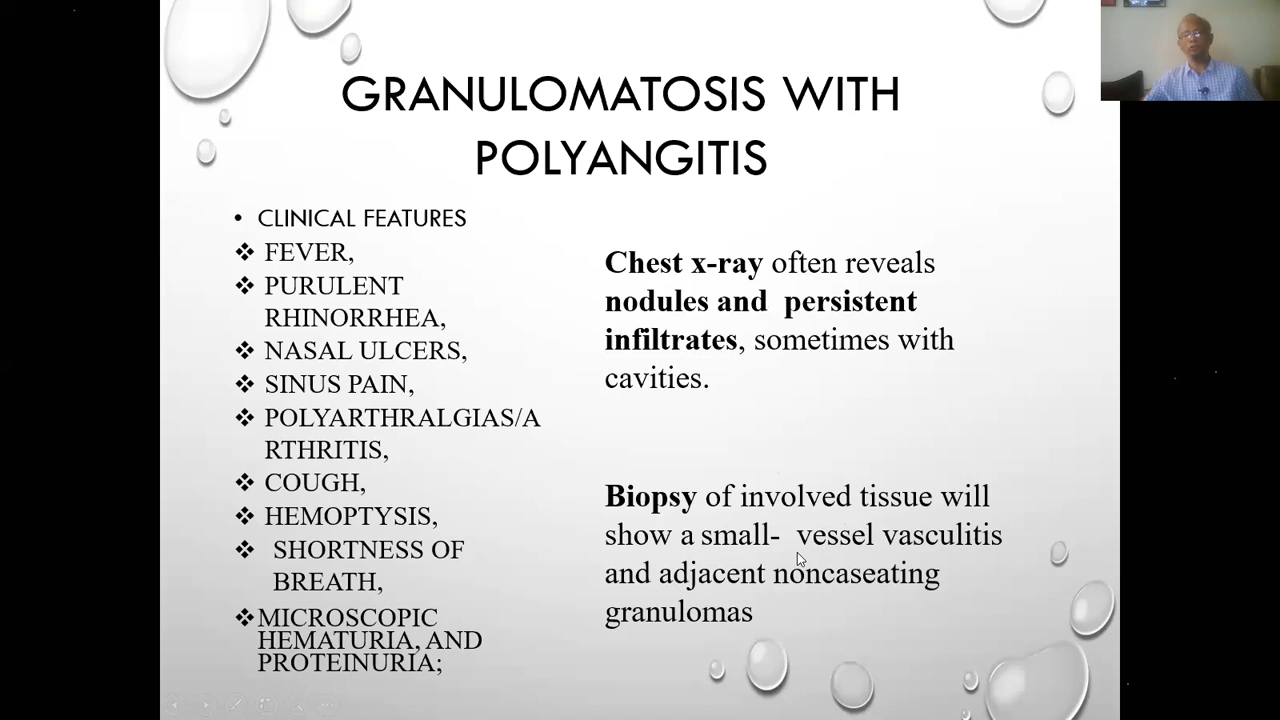 GRANULOMATOSIS WITH
POLYANGITIS
• CLINICAL FEATURES
❖ FEVER,
❖ PURULENT
RHINORRHEA,
❖ NASAL ULCERS,
❖ SINUS PAIN,
❖ POLYARTHRALGIAS/A
RTHRITIS,
❖ COUGH,
❖ HEMOPTYSIS,
❖ SHORTNESS OF
BREATH,
❖MICROSCOPIC
HEMATURIA, AND
PROTEINURIA;
Chest x-ray often reveals
nodules and persistent
infiltrates, sometimes with
cavities.
Biopsy of involved tissue will
show a small- vessel vasculitis
and adjacent noncaseating
granulomas